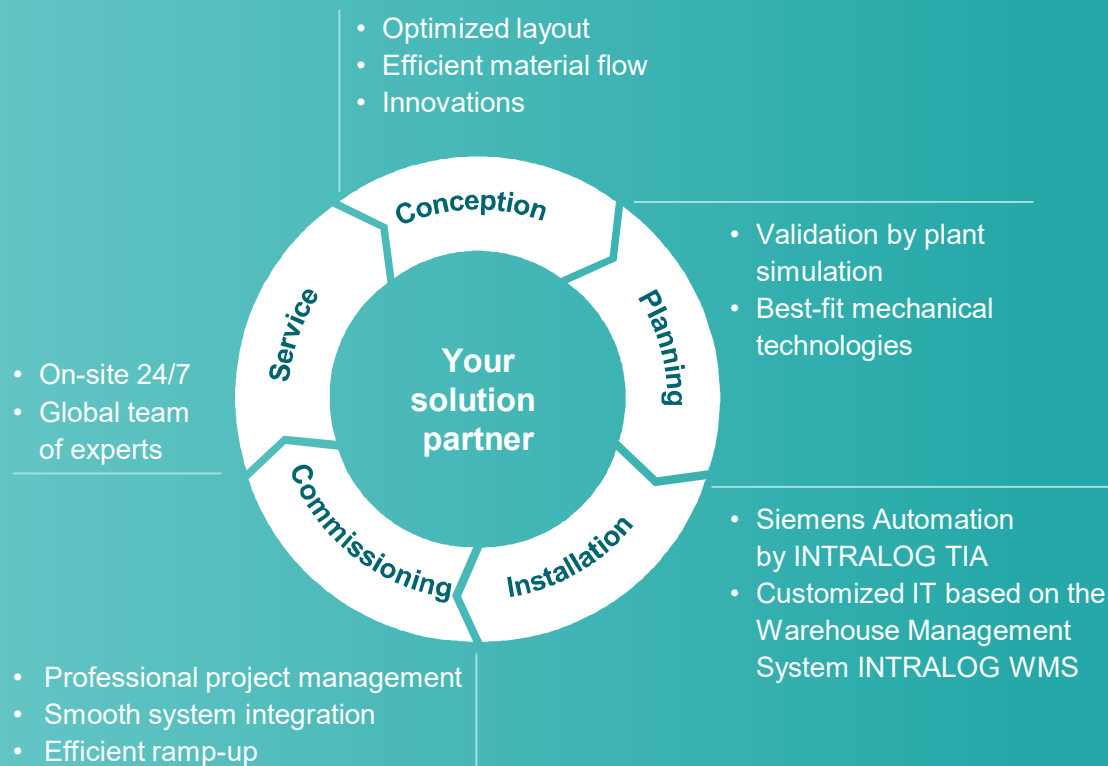 • Optimized layout
• Efficient material flow
• Innovations
Conception
• Validation by plant
simulation
• Best-fit mechanical
technologies
Planning
Service
Your
solution
partner
• On-site 24/7
• Global team
of experts
Commissioning
Installation
• Siemens Automation
by INTRALOG TIA
• Customized IT based on the
Warehouse Management
System INTRALOG WMS
• Professional project management
• Smooth system integration
• Efficient ramp-up